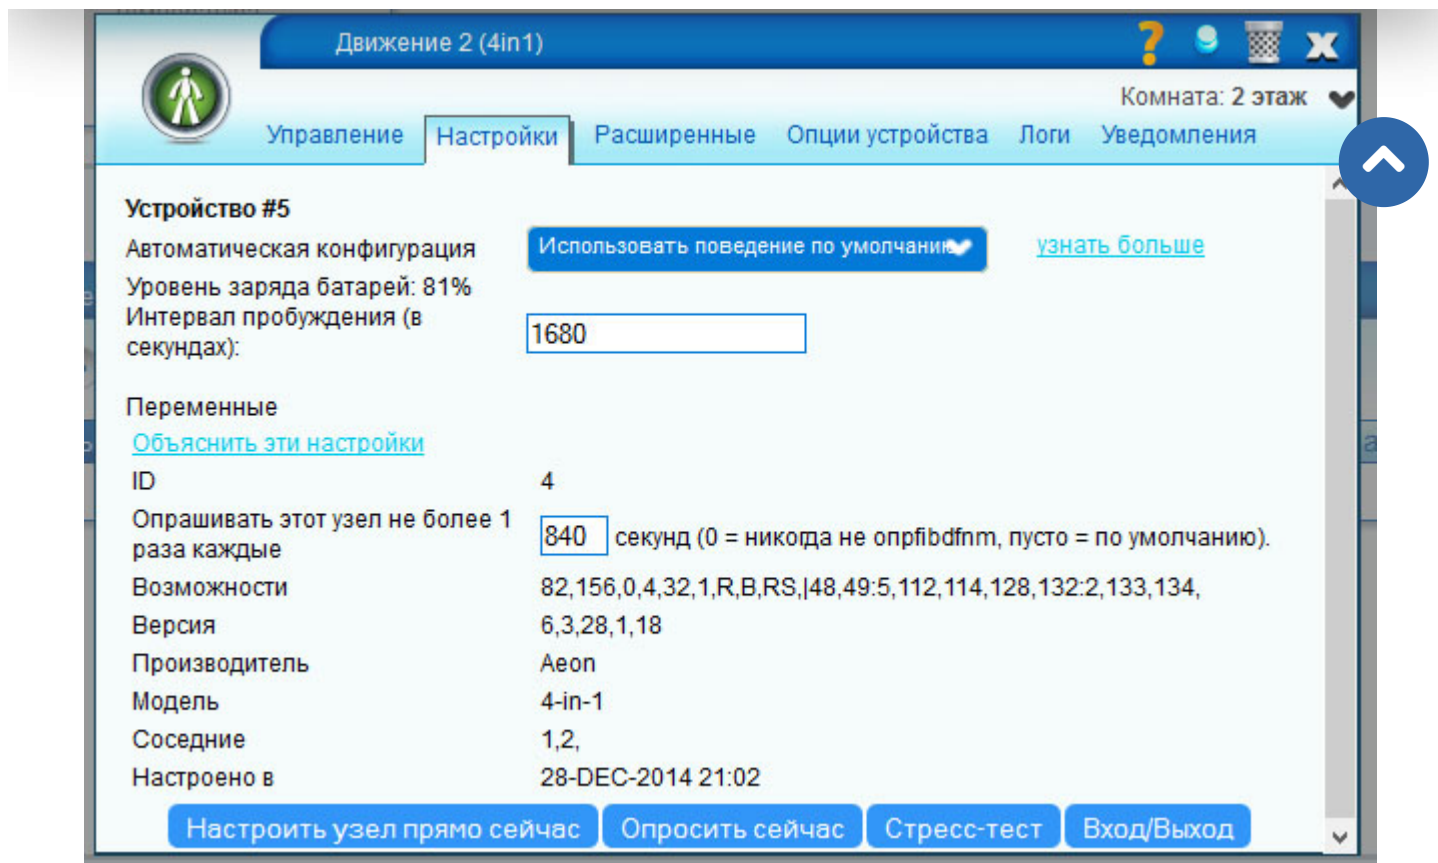 Движение 2 (4in1)
Комната: 2 этаж
Управление Настройки Расширенные Опции устройства Логи Уведомления
Устройство #5
Автоматическая конфигурация Использовать поведение по умолчанию узнать больше
Уровень заряда батарей: 81%
Интервал пробуждения (в
секундах): 1680
Переменные
Объяснить эти настройки
ID 4
Опрашивать этот узел не более 1
раза каждые 840 секунд (0 = никогда не опрfibdfnm, пусто = по умолчанию).
Возможности 82,156,0,4,32,1,R,B,RS,|48,49:5,112,114,128,132:2,133,134,
Версия 6,3,28,1,18
Производитель Aeon
Модель 4-in-1
Соседние 1,2,
Настроено в 28-DEC-2014 21:02
Настроить узел прямо сейчас Опросить сейчас Стресс-тест Вход/Выход